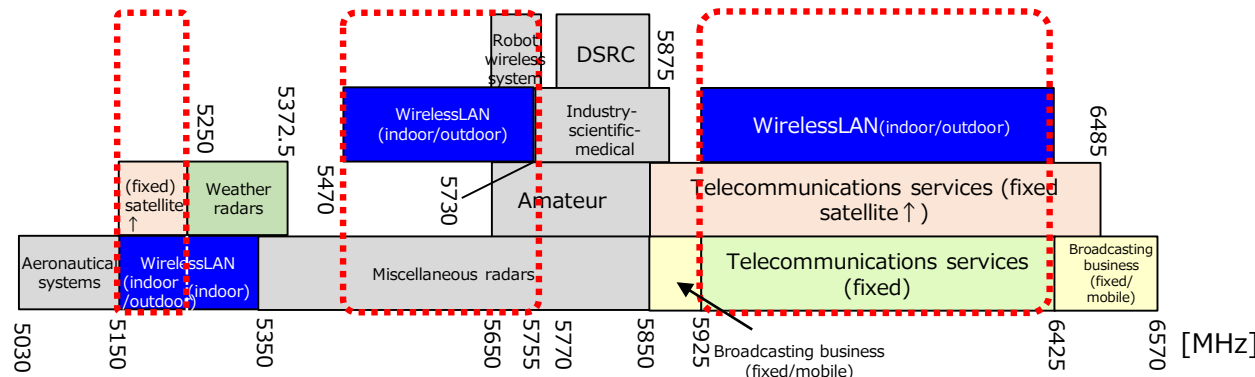 Robot
wireless
system
DSRC
5875
WirelessLAN
(indoor/outdoor)
Industry-
scientific-
medical
WirelessLAN(indoor/outdoor)
5250
5372.5
5470
5730
6485
(fixed)
satellite
↑
Weather
radars
Amateur
Telecommunications services (fixed
satellite↑)
Aeronautical
systems
WirelessLAN
(indoor
/outdoor)
(indoor)
Miscellaneous radars
Telecommunications services
(fixed)
Broadcasting
business
(fixed/
mobile)
5030
5150
5350
5650
5755
5770
5850
5925
6425
6570
[MHz]
Broadcasting business
(fixed/mobile)